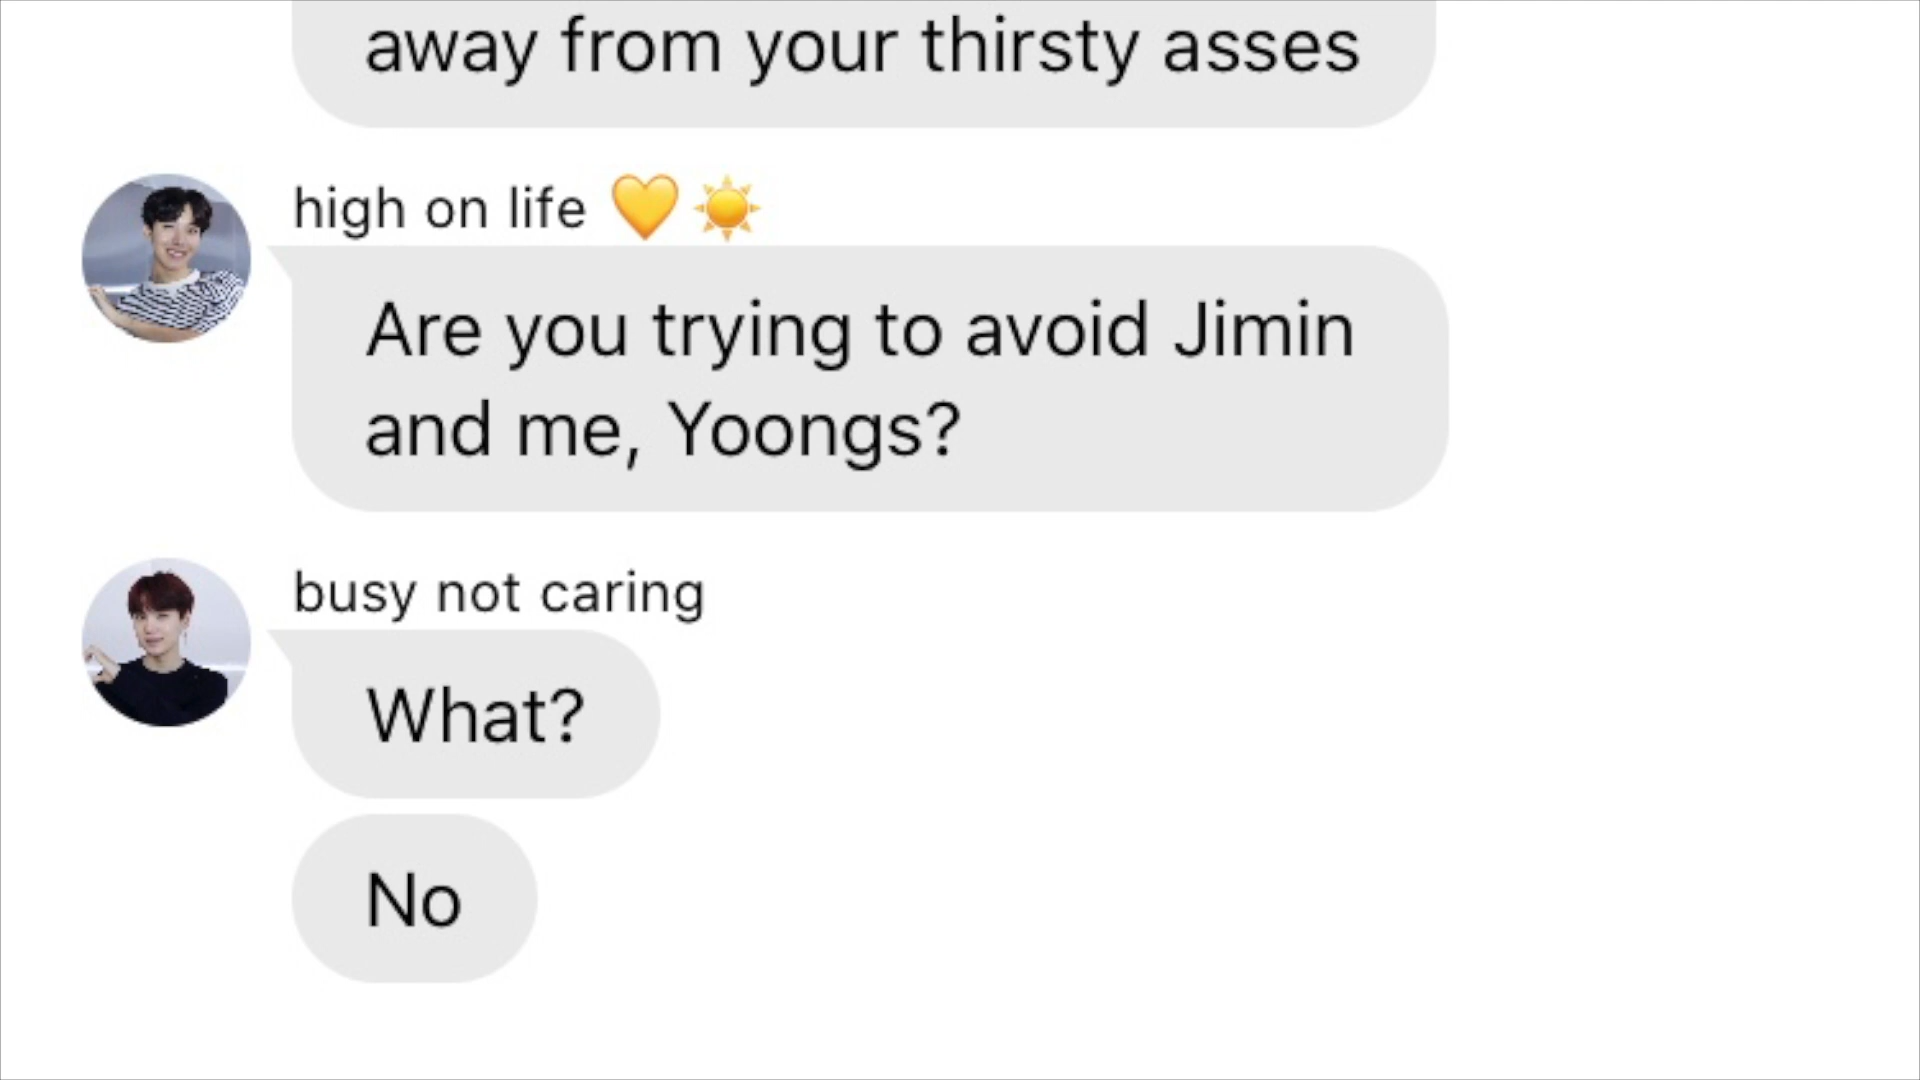 away from your thirsty asses
high on life 💛☀️
Are you trying to avoid Jimin
and me, Yoongs?
busy not caring
What?
No